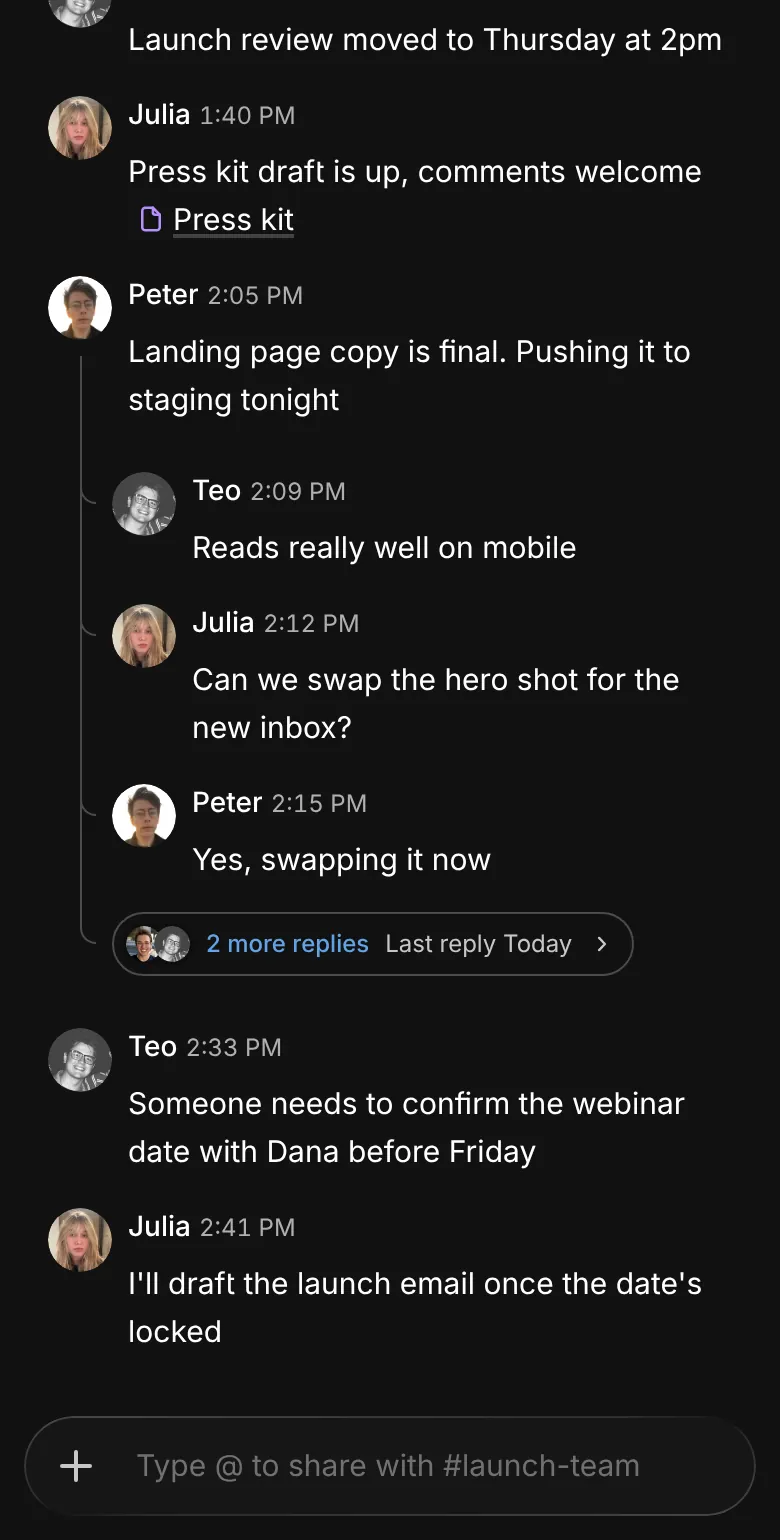 Launch review moved to Thursday at 2pm
Julia 1:40 PM
Press kit draft is up, comments welcome
Press kit
Peter 2:05 PM
Landing page copy is final. Pushing it to
staging tonight
Teo 2:09 PM
Reads really well on mobile
Julia 2:12 PM
Can we swap the hero shot for the
new inbox?
Peter 2:15 PM
Yes, swapping it now
2 more replies Last reply Today
Teo 2:33 PM
Someone needs to confirm the webinar
date with Dana before Friday
Julia 2:41 PM
I'll draft the launch email once the date's
locked
Type @ to share with #launch-team